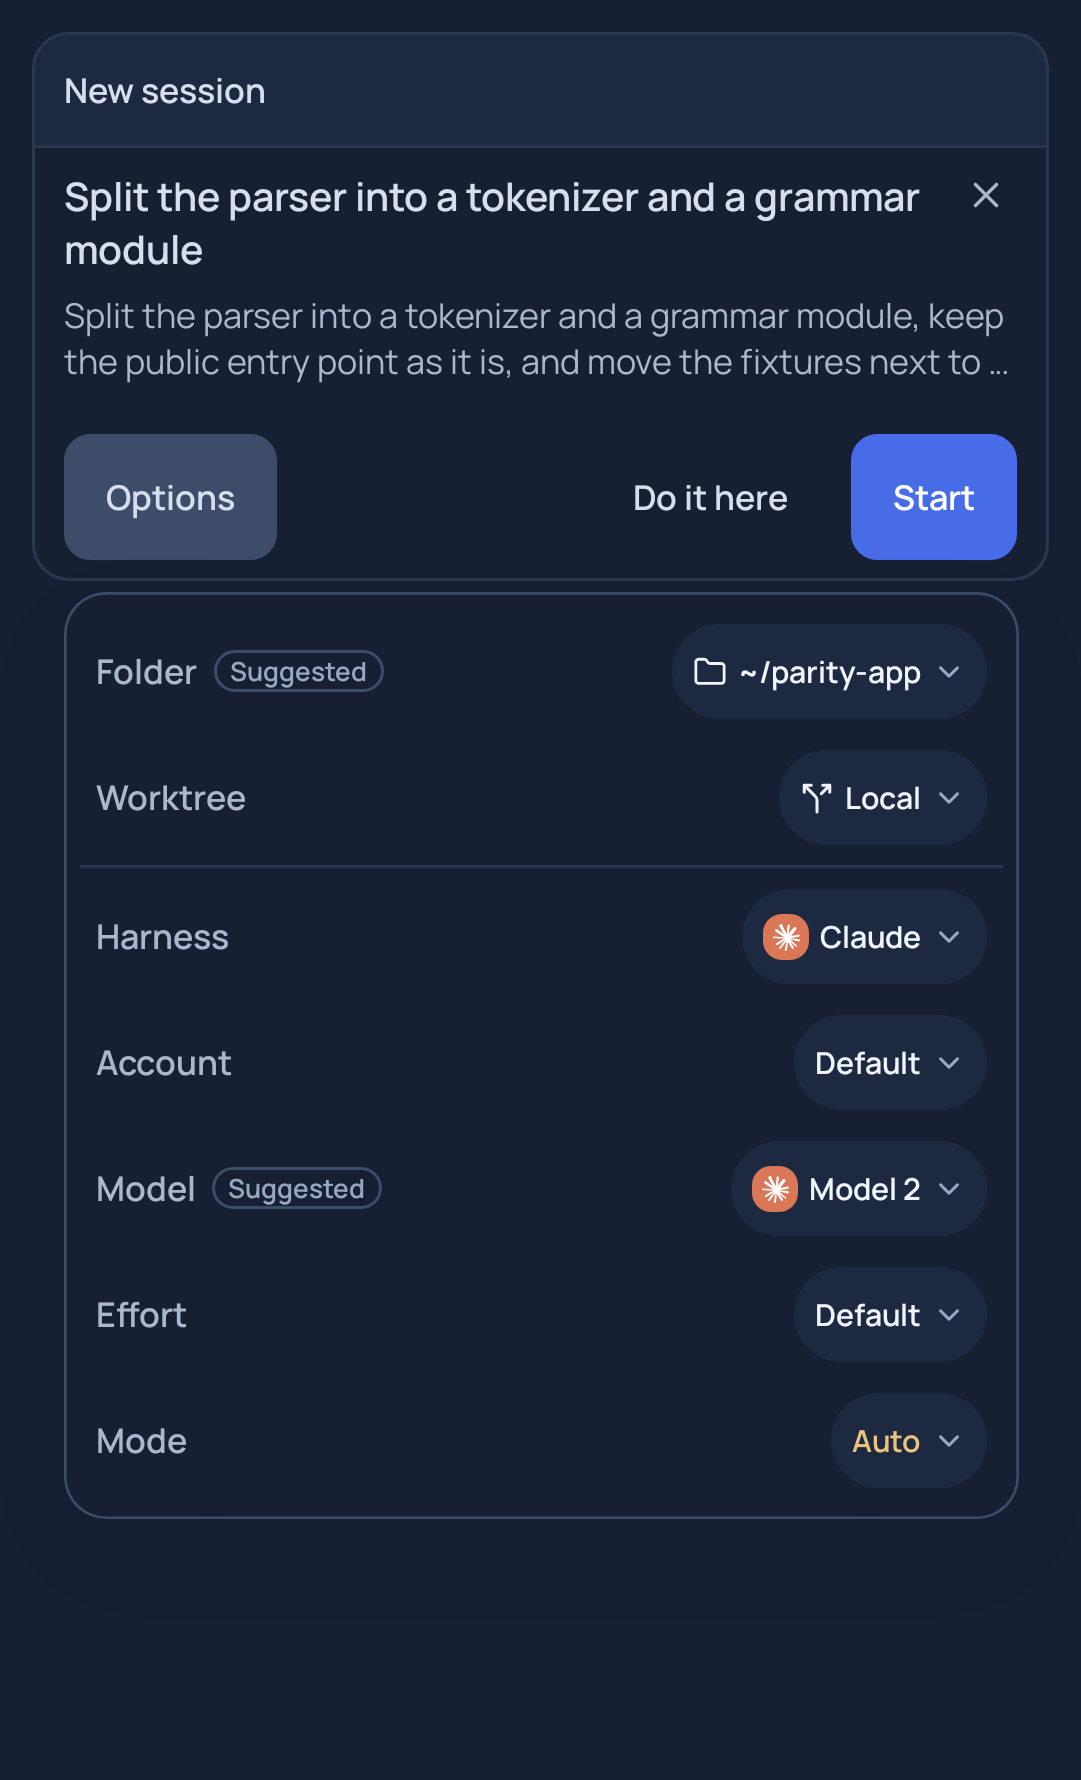 New session
Split the parser into a tokenizer and a grammar
module
Split the parser into a tokenizer and a grammar module, keep
the public entry point as it is, and move the fixtures next to ...
Options
Do it here
Start
Folder Suggested ~/parity-app
Worktree Local
Harness Claude
Account Default
Model Suggested Model 2
Effort Default
Mode Auto